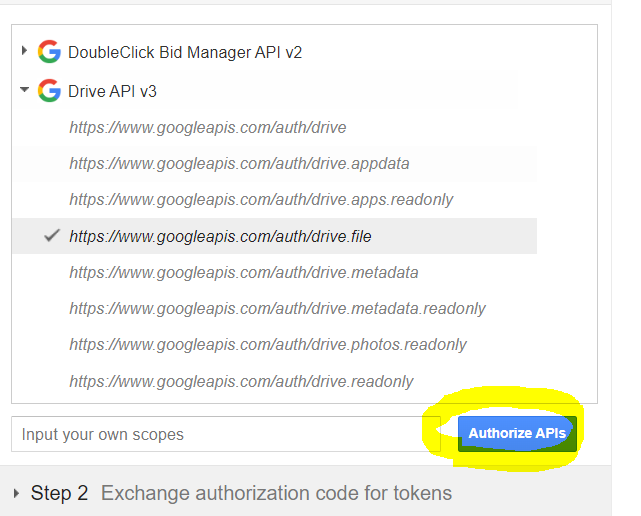 DoubleClick Bid Manager API v2
Drive API v3
https://www.googleapis.com/auth/drive
https://www.googleapis.com/auth/drive.appdata
https://www.googleapis.com/auth/drive.apps.readonly
https://www.googleapis.com/auth/drive.file
https://www.googleapis.com/auth/drive.metadata
https://www.googleapis.com/auth/drive.metadata.readonly
https://www.googleapis.com/auth/drive.photos.readonly
https://www.googleapis.com/auth/drive.readonly
Input your own scopes Authorize APIs
Step 2 Exchange authorization code for tokens